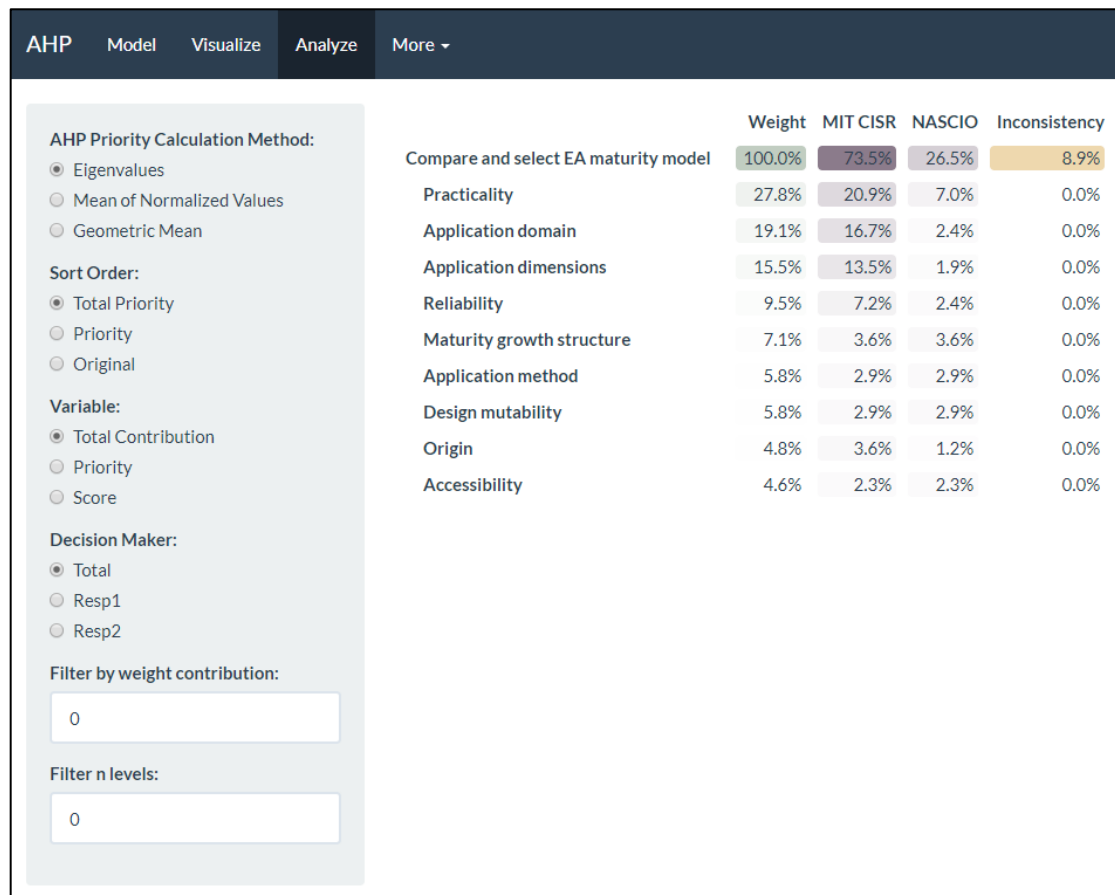 AHP Model Visualize Analyze More
AHP Priority Calculation Method:
Eigenvalues
Mean of Normalized Values
Geometric Mean
Sort Order:
Total Priority
Priority
Original
Variable:
Total Contribution
Priority
Score
Decision Maker:
Total
Resp1
Resp2
Filter by weight contribution:
0
Filter n levels:
0
Weight MIT CISR NASCIO Inconsistency
Compare and select EA maturity model 100.0% 73.5% 26.5% 8.9%
Practicality 27.8% 20.9% 7.0% 0.0%
Application domain 19.1% 16.7% 2.4% 0.0%
Application dimensions 15.5% 13.5% 1.9% 0.0%
Reliability 9.5% 7.2% 2.4% 0.0%
Maturity growth structure 7.1% 3.6% 3.6% 0.0%
Application method 5.8% 2.9% 2.9% 0.0%
Design mutability 5.8% 2.9% 2.9% 0.0%
Origin 4.8% 3.6% 1.2% 0.0%
Accessibility 4.6% 2.3% 2.3% 0.0%